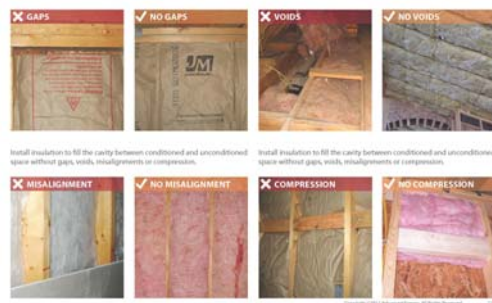 GAPS
NO GAPS
VOIDS
NO VOIDS
JM
Install insulation to fill the cavity between conditioned and unconditioned
space without gaps, voids, misalignments or compression.
Install insulation to fill the cavity between conditioned and unconditioned
space without gaps, voids, misalignments or compression.
MISALIGNMENT
NO MISALIGNMENT
COMPRESSION
NO COMPRESSION